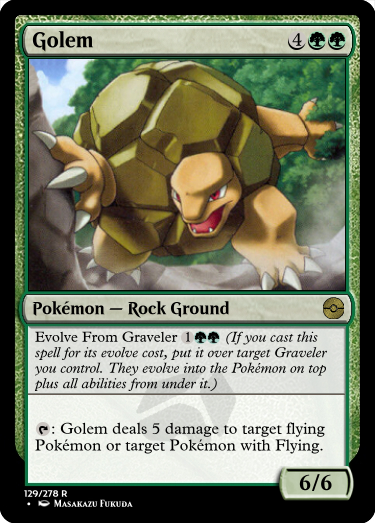 Golem 4
Pokémon — Rock Ground
Evolve From Graveler 1 (If you cast
this spell for its evolve cost, put it over target Graveler
you control. They evolve into the Pokémon on top
plus all abilities from under it.)
: Golem deals 5 damage to target flying
Pokémon or target Pokémon with Flying.
6/6
129/278 R
• Masakazu Fukuda